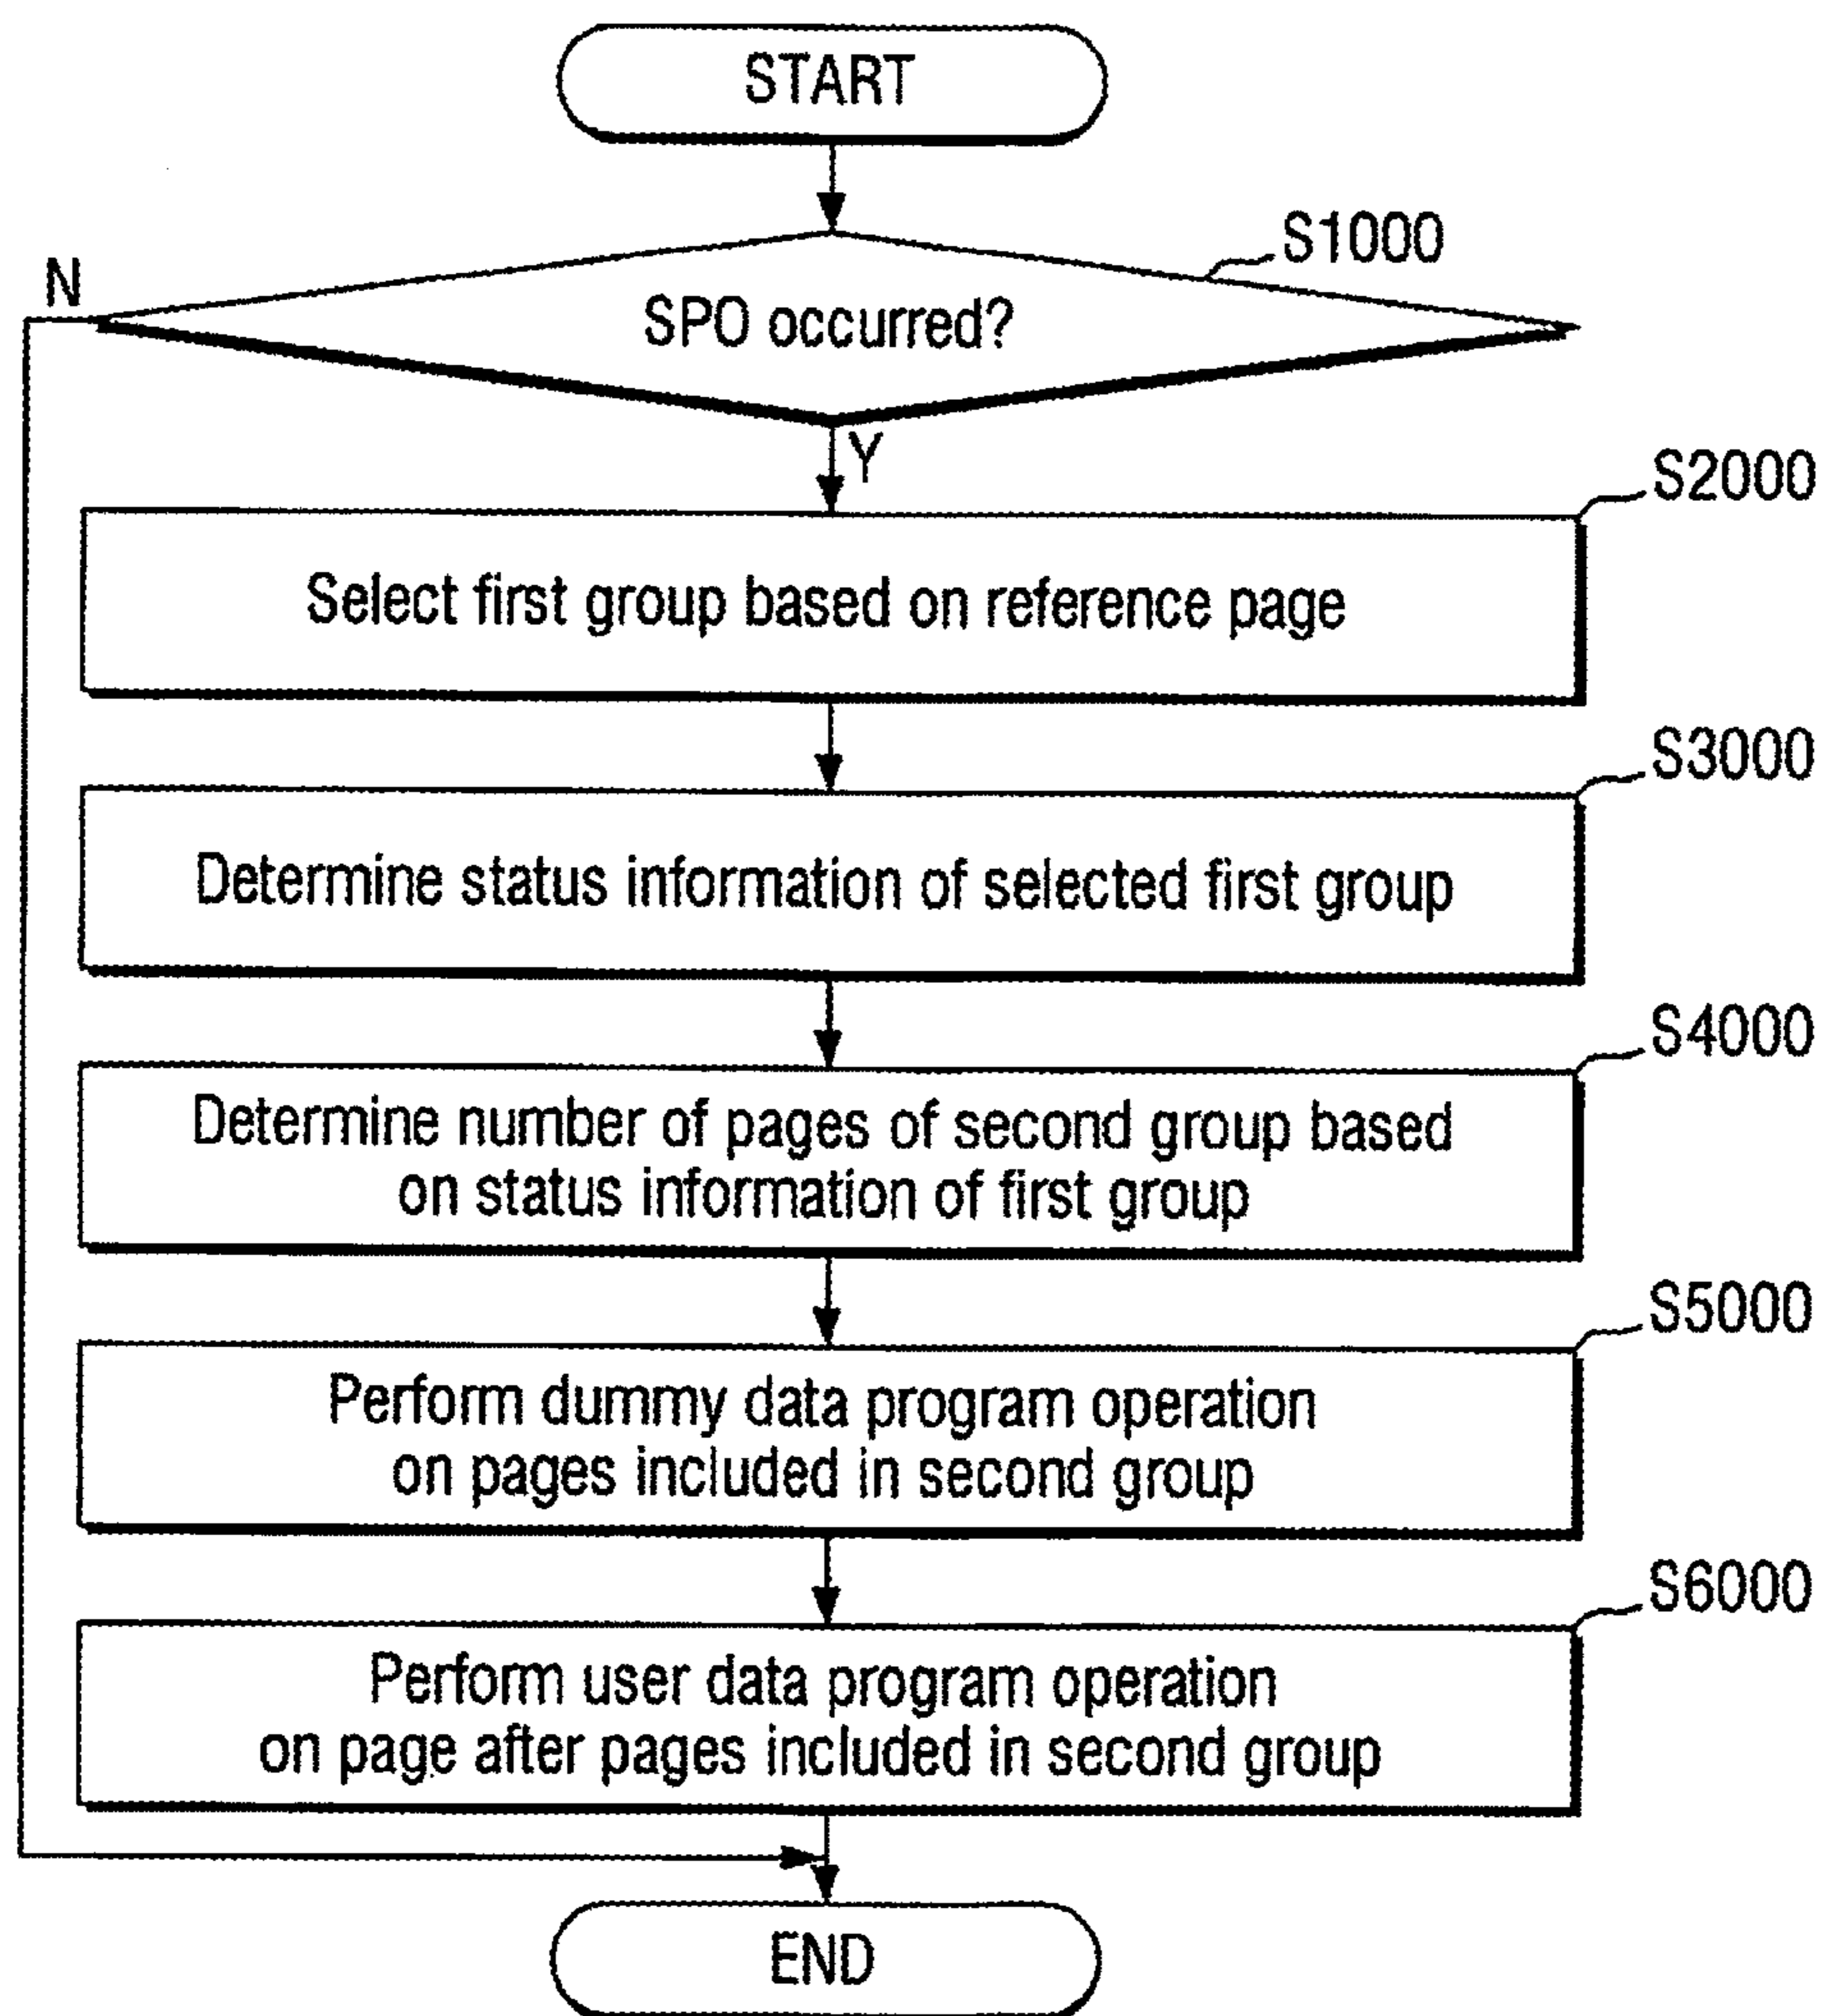 START
S1000
N
SPO occurred?
Y
S2000
Select first group based on reference page
S3000
Determine status information of selected first group
S4000
Determine number of pages of second group based
on status information of first group
S5000
Perform dummy data program operation
on pages included in second group
S6000
Perform user data program operation
on page after pages included in second group
END